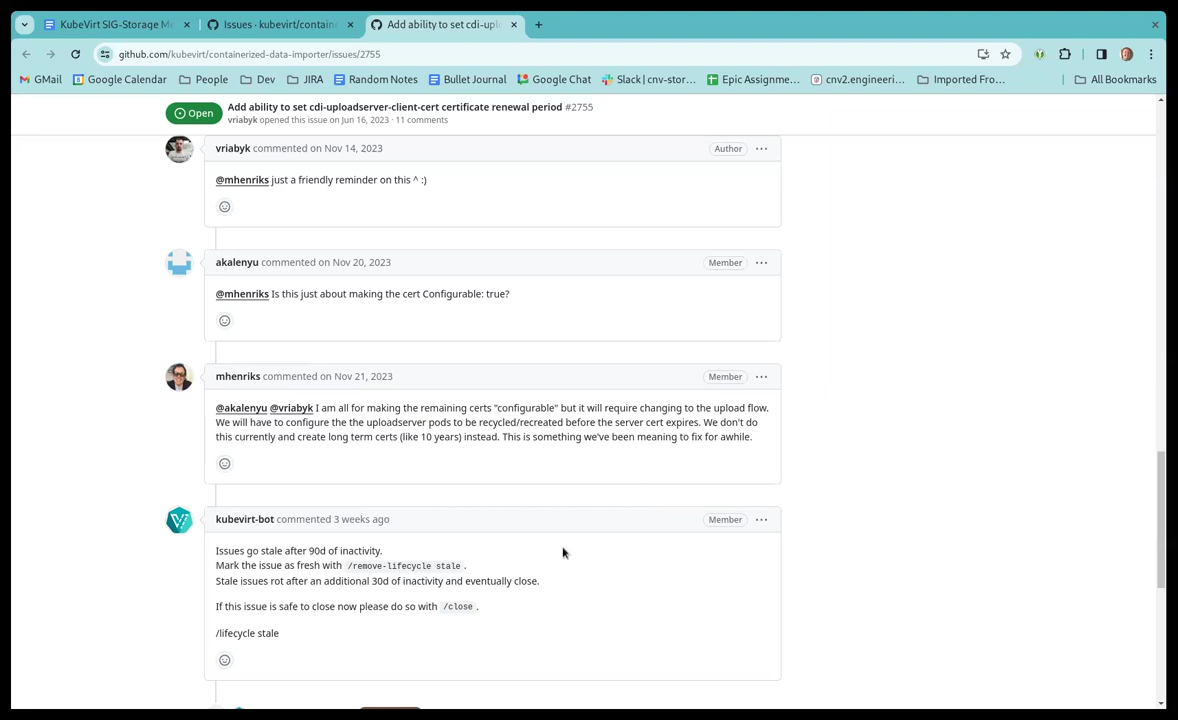 KubeVirt SIG-Storage Me
Issues · kubevirt/contain
Add ability to set cdi-uplo
github.com/kubevirt/containerized-data-importer/issues/2755
GMail
Google Calendar
People
Dev
JIRA
Random Notes
Bullet Journal
Google Chat
Slack | cnv-stor...
Epic Assignme...
cnv2.engineeri...
Imported Fro...
All Bookmarks
Open
Add ability to set cdi-uploadserver-client-cert certificate renewal period #2755
vriabyk opened this issue on Jun 16, 2023 · 11 comments
vriabyk commented on Nov 14, 2023
Author
@mhenriks just a friendly reminder on this ^ :)
akalenyu commented on Nov 20, 2023
Member
@mhenriks Is this just about making the cert Configurable: true?
mhenriks commented on Nov 21, 2023
Member
@akalenyu @vriabyk I am all for making the remaining certs "configurable" but it will require changing to the upload flow.
We will have to configure the the uploadserver pods to be recycled/recreated before the server cert expires. We don't do
this currently and create long term certs (like 10 years) instead. This is something we've been meaning to fix for awhile.
kubevirt-bot commented 3 weeks ago
Member
Issues go stale after 90d of inactivity.
Mark the issue as fresh with /remove-lifecycle stale .
Stale issues rot after an additional 30d of inactivity and eventually close.
If this issue is safe to close now please do so with /close .
/lifecycle stale